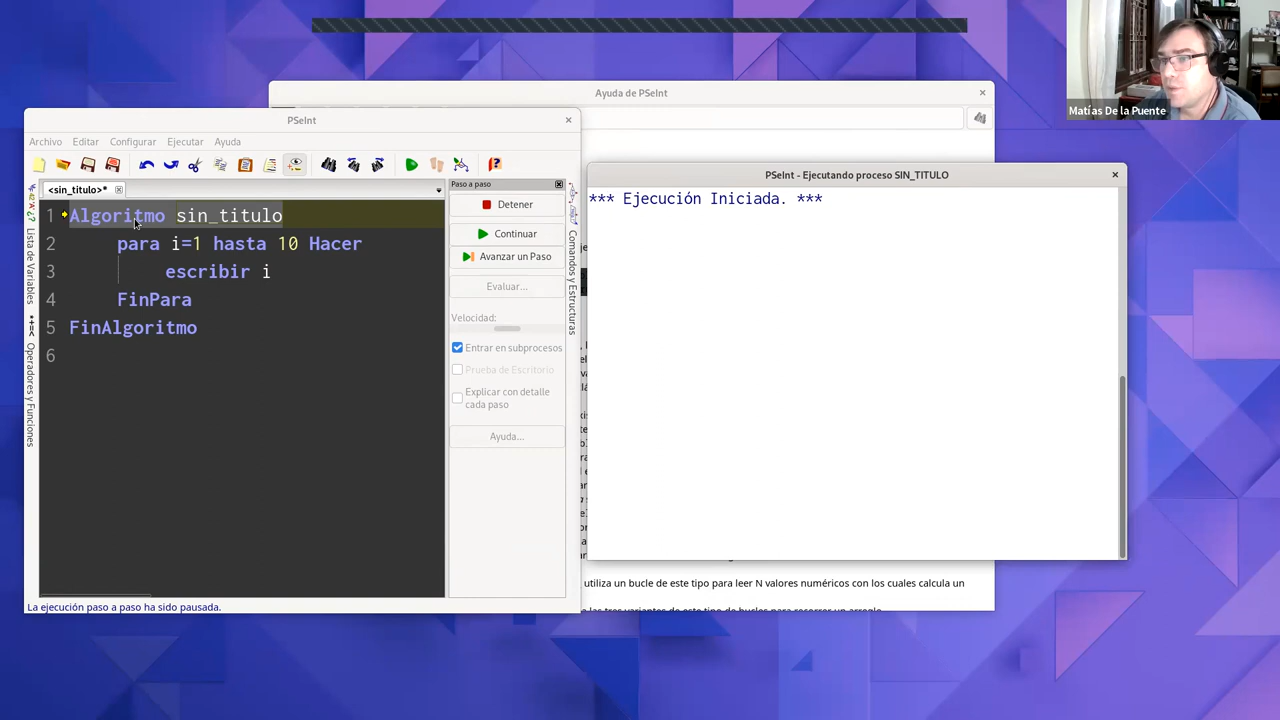 Matías De la Puente
Ayuda de PSeInt
PSeInt
Archivo Editar Configurar Ejecutar Ayuda
<sin_titulo>*
Lista de Variables
Operadores y Funciones
1 Algoritmo sin_titulo
2 para i=1 hasta 10 Hacer
3 escribir i
4 FinPara
5 FinAlgoritmo
6
La ejecución paso a paso ha sido pausada.
Paso a paso
Detener
Continuar
Avanzar un Paso
Evaluar...
Velocidad:
Entrar en subprocesos
Prueba de Escritorio
Explicar con detalle
cada paso
Ayuda...
Comandos y Estructuras
PSeInt - Ejecutando proceso SIN_TITULO
*** Ejecución Iniciada. ***
utiliza un bucle de este tipo para leer N valores numéricos con los cuales calcula un